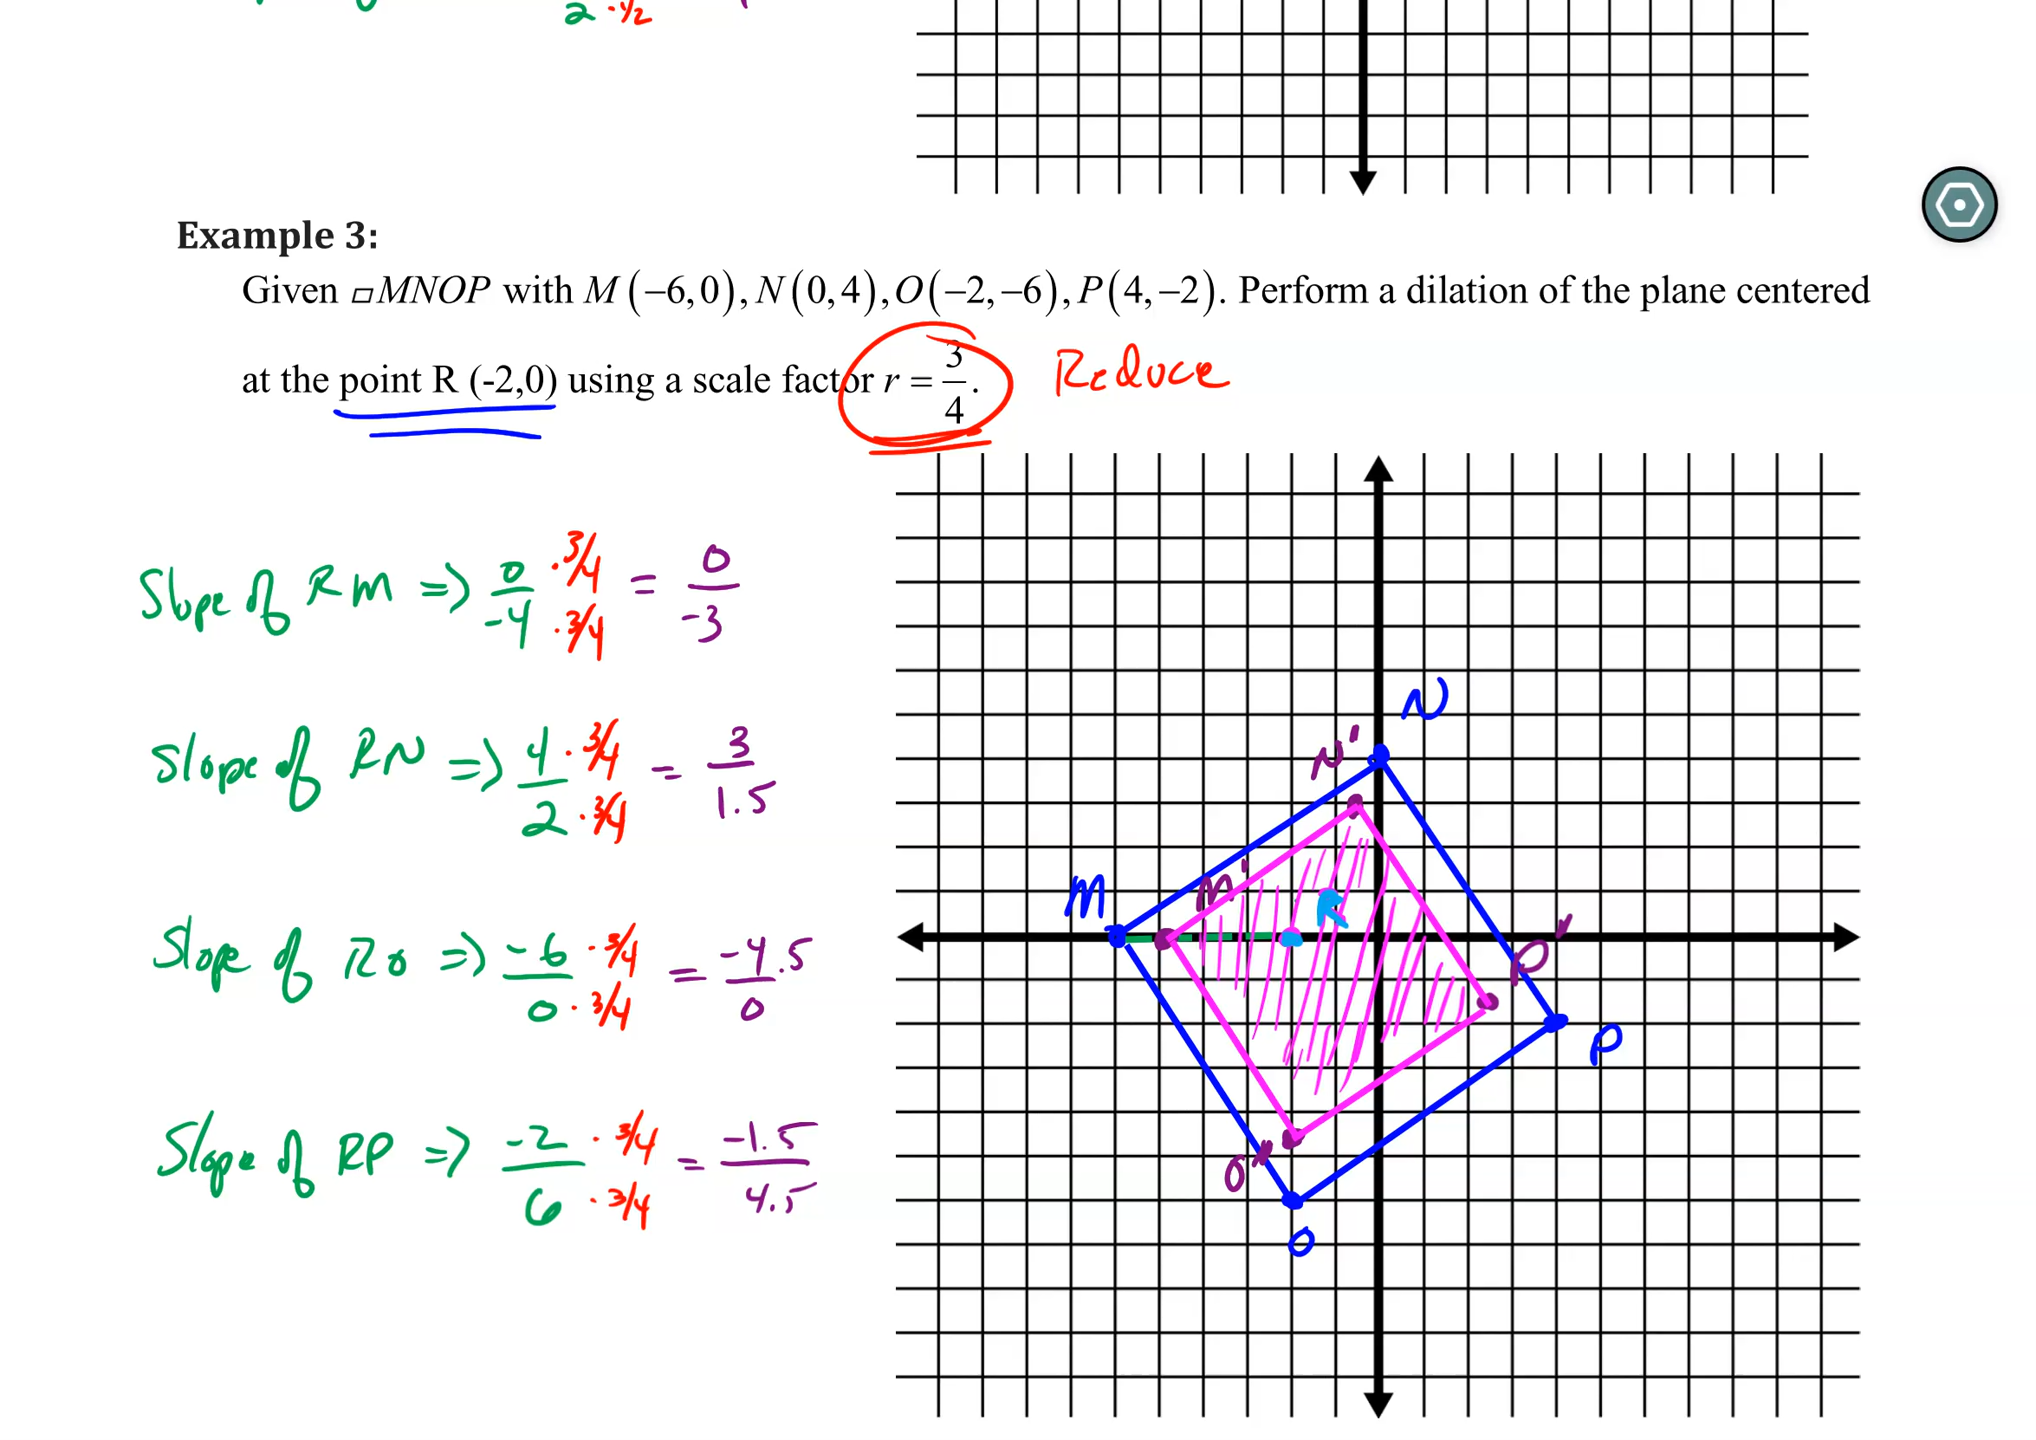 2 · 1/2
Example 3:
Given ▱MNOP with M(−6,0), N(0,4), O(−2,−6), P(4,−2). Perform a dilation of the plane centered
at the point R (-2,0) using a scale factor r = 3/4. Reduce
Slope of RM => 0/-4 · 3/4 · 3/4 = 0/-3
Slope of RN => 4/2 · 3/4 · 3/4 = 3/1.5
Slope of RO => -6/0 · 3/4 · 3/4 = -4.5/0
Slope of RP => -2/6 · 3/4 · 3/4 = -1.5/4.5
N
N'
M
M'
R
P'
P
O'
O